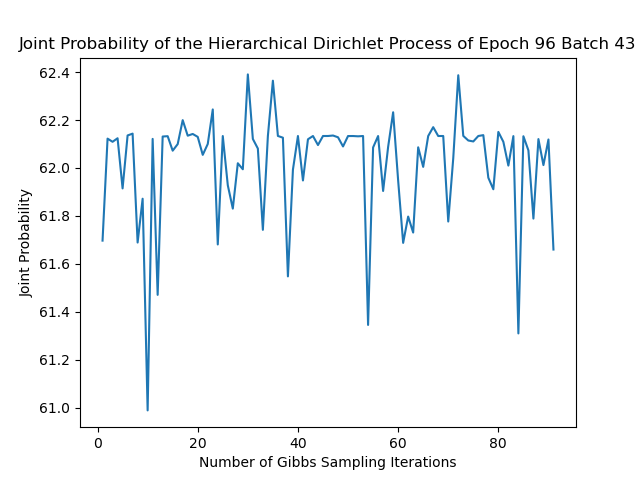 Joint Probability of the Hierarchical Dirichlet Process of Epoch 96 Batch 43
62.4
62.2
62.0
61.8
61.6
61.4
61.2
61.0
Joint Probability
0 20 40 60 80
Number of Gibbs Sampling Iterations